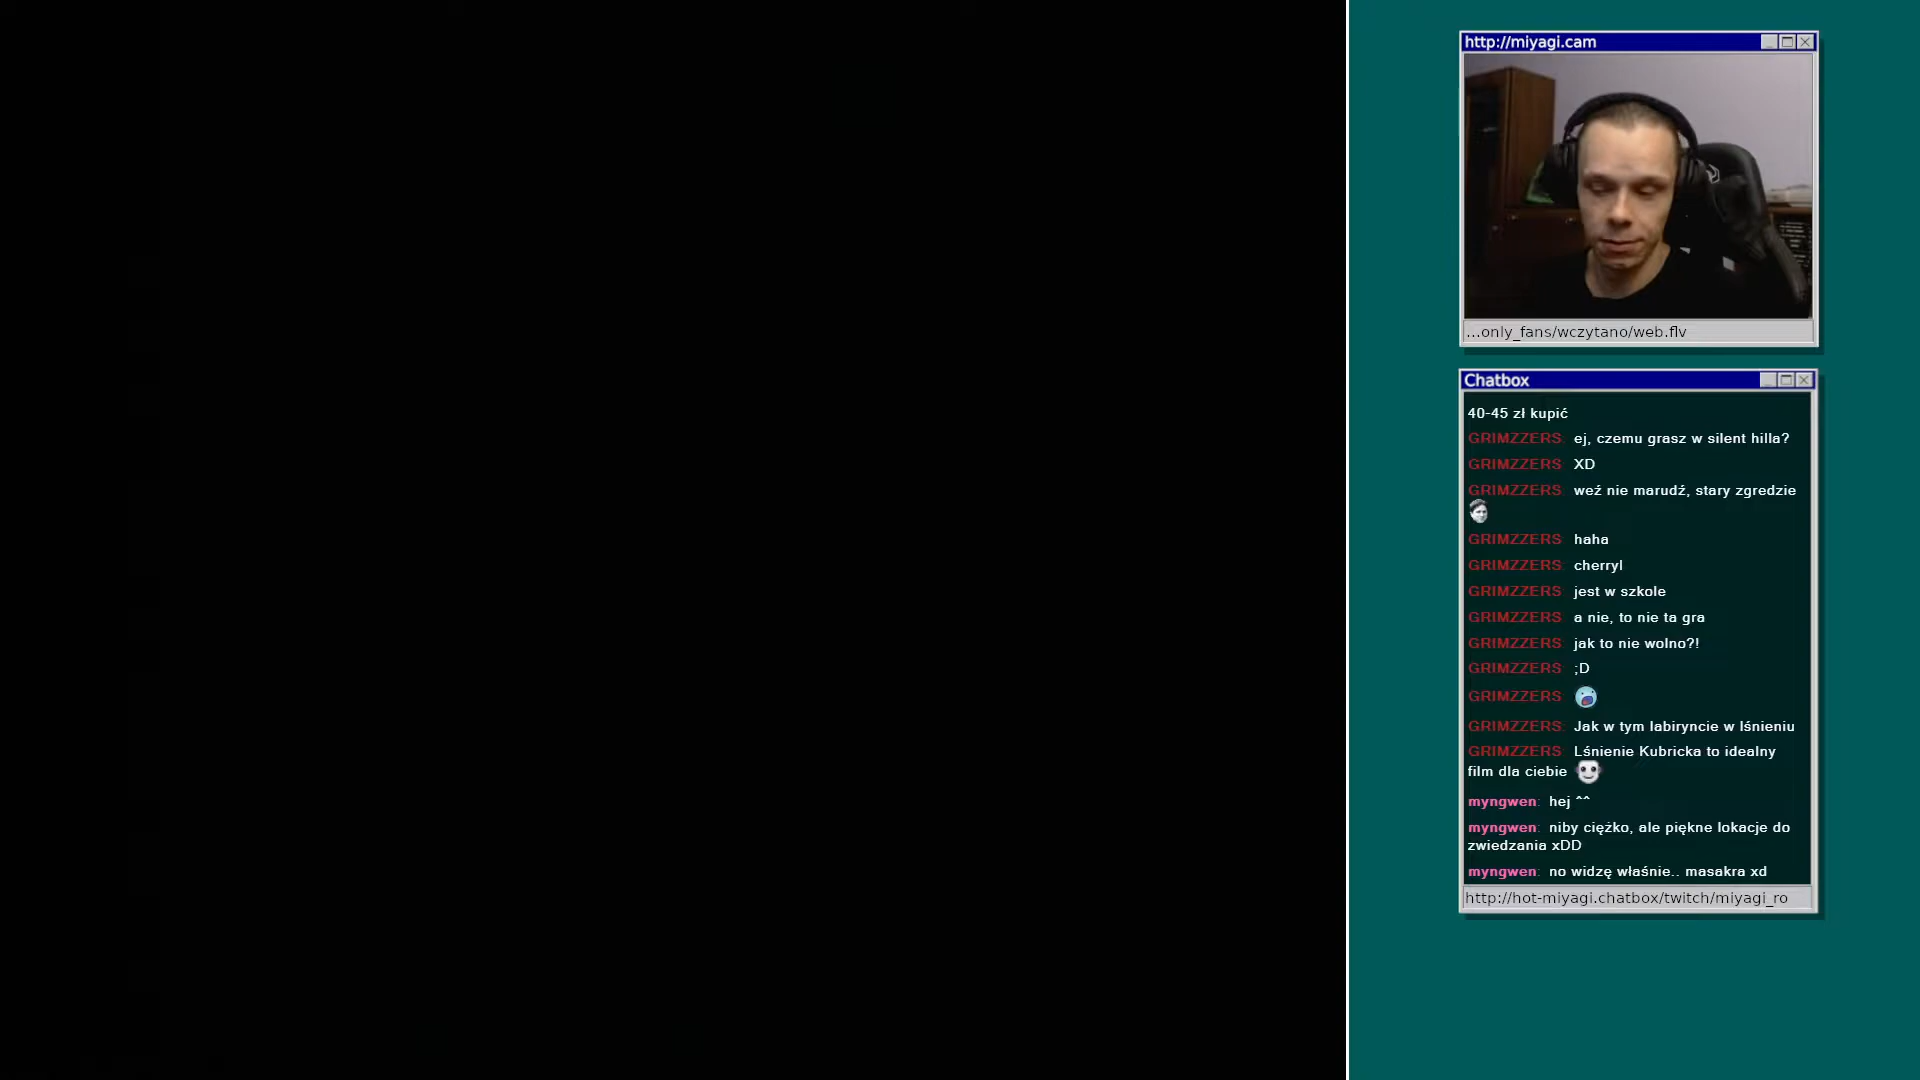 http://miyagi.cam
...only_fans/wczytano/web.flv
Chatbox
40-45 zł kupić
GRIMZZERS: ej, czemu grasz w silent hilla?
GRIMZZERS: XD
GRIMZZERS: weź nie marudź, stary zgredzie
GRIMZZERS: haha
GRIMZZERS: cherryl
GRIMZZERS: jest w szkole
GRIMZZERS: a nie, to nie ta gra
GRIMZZERS: jak to nie wolno?!
GRIMZZERS: ;D
GRIMZZERS:
GRIMZZERS: Jak w tym labiryncie w lśnieniu
GRIMZZERS: Lśnienie Kubricka to idealny
film dla ciebie
myngwen: hej ^^
myngwen: niby ciężko, ale piękne lokacje do
zwiedzania xDD
myngwen: no widzę właśnie.. masakra xd
http://hot-miyagi.chatbox/twitch/miyagi_ro